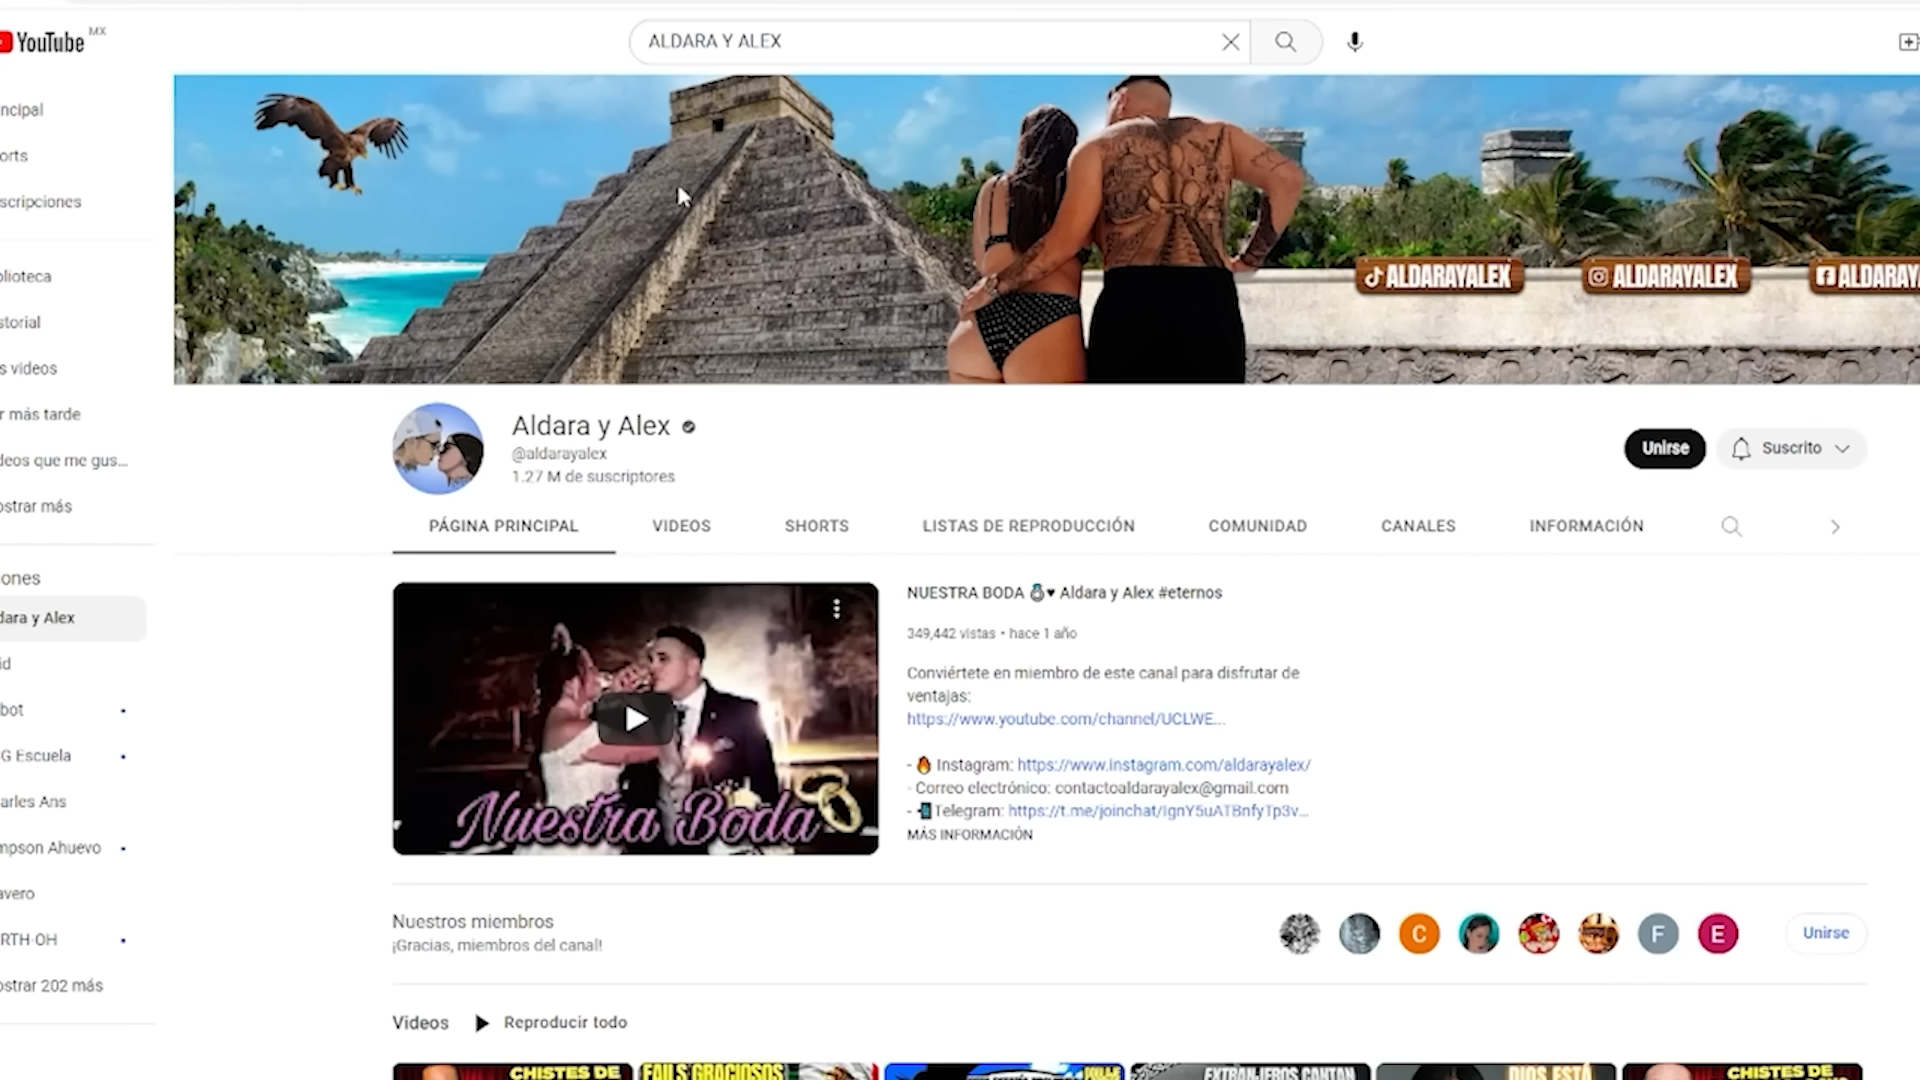 YouTube MX
ALDARA Y ALEX
ncipal
orts
scripciones
blioteca
storial
s videos
r más tarde
deos que me gus...
ostrar más
ones
dara y Alex
id
bot
G Escuela
arles Ans
mpson Ahuevo
avero
RTH-OH
ostrar 202 más
ALDARAYALEX
ALDARAYALEX
ALDARAY
Aldara y Alex
@aldarayalex
1.27 M de suscriptores
Unirse
Suscrito
PÁGINA PRINCIPAL
VIDEOS
SHORTS
LISTAS DE REPRODUCCIÓN
COMUNIDAD
CANALES
INFORMACIÓN
Nuestra Boda
NUESTRA BODA 💍♥ Aldara y Alex #eternos
349,442 vistas • hace 1 año
Conviértete en miembro de este canal para disfrutar de
ventajas:
https://www.youtube.com/channel/UCLWE...
- 🔥 Instagram: https://www.instagram.com/aldarayalex/
- Correo electrónico: contactoaldarayalex@gmail.com
- 📲Telegram: https://t.me/joinchat/IgnY5uATBnfyTp3v...
MÁS INFORMACIÓN
Nuestros miembros
¡Gracias, miembros del canal!
C
F
E
Unirse
Videos
Reproducir todo
CHISTES DE
FAILS GRACIOSOS
EXTRANJEROS CANTAN
DIOS ESTÁ
CHISTES DE